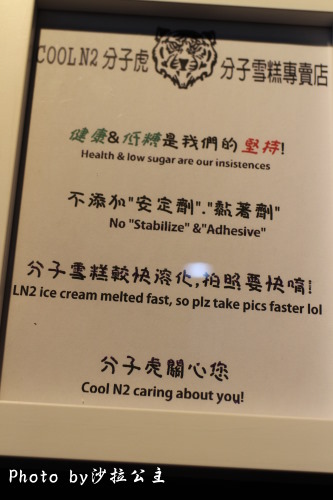 COOL N2 分子虎 分子雪糕專賣店
健康&低糖是我們的堅持!
Health & low sugar are our insistences
不添加"安定劑"."黏著劑"
No "Stabilize" &"Adhesive"
分子雪糕較快溶化,拍照要快唷!
LN2 ice cream melted fast, so plz take pics faster lol
分子虎關心您
Cool N2 caring about you!
Photo by沙拉公主